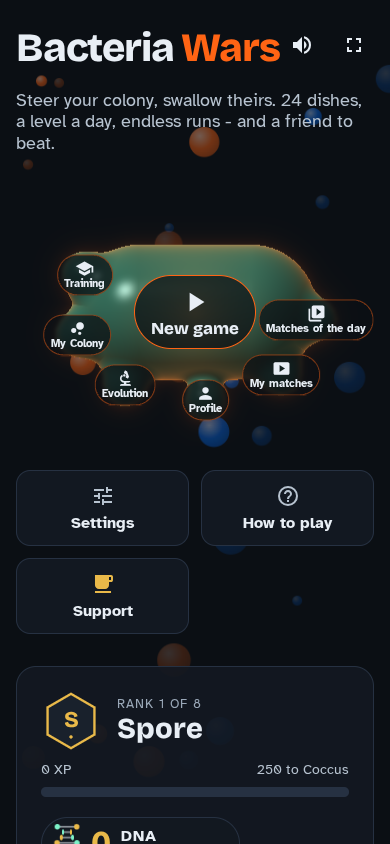 Bacteria Wars
Steer your colony, swallow theirs. 24 dishes,
a level a day, endless runs - and a friend to
beat.
Training
New game
Matches of the day
My Colony
My matches
Evolution
Profile
Settings
How to play
Support
S
RANK 1 OF 8
Spore
0 XP
250 to Coccus
0
DNA